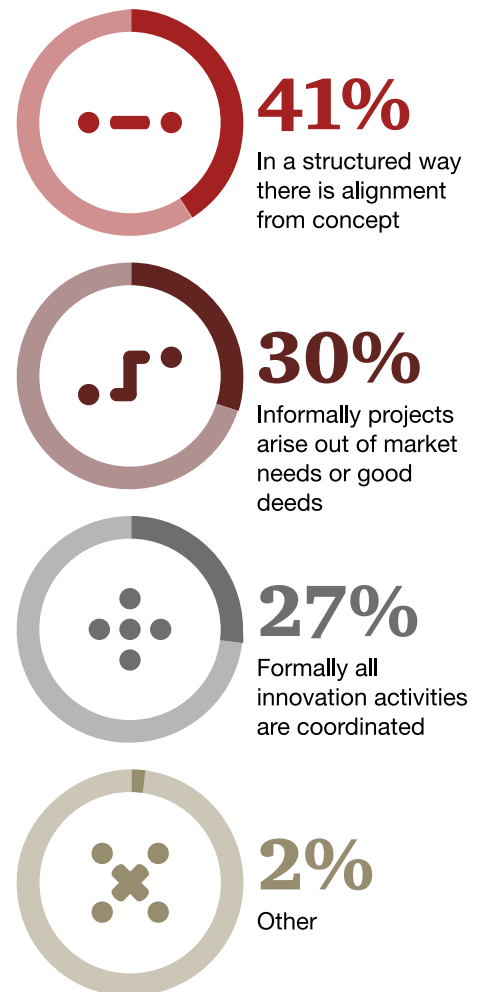 41%
In a structured way
there is alignment
from concept
30%
Informally projects
arise out of market
needs or good
deeds
27%
Formally all
innovation activities
are coordinated
2%
Other